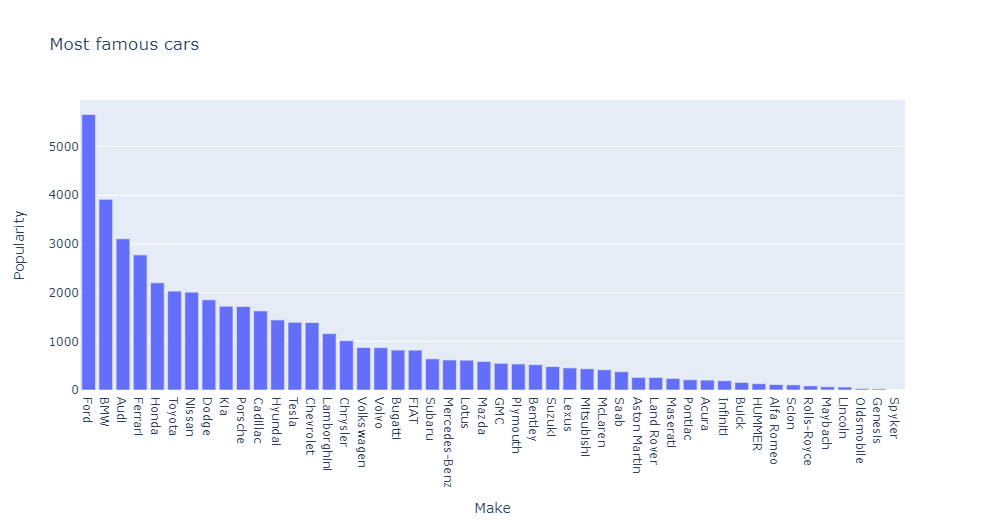 Most famous cars
Popularity
5000
4000
3000
2000
1000
0
Ford
BMW
Audi
Ferrari
Honda
Toyota
Nissan
Dodge
Kia
Porsche
Cadillac
Hyundai
Tesla
Chevrolet
Lamborghini
Chrysler
Volkswagen
Volvo
Bugatti
FIAT
Subaru
Mercedes-Benz
Lotus
Mazda
GMC
Plymouth
Bentley
Suzuki
Lexus
Mitsubishi
McLaren
Saab
Aston Martin
Land Rover
Maserati
Pontiac
Acura
Infiniti
Buick
HUMMER
Alfa Romeo
Scion
Rolls-Royce
Maybach
Lincoln
Oldsmobile
Genesis
Spyker
Make